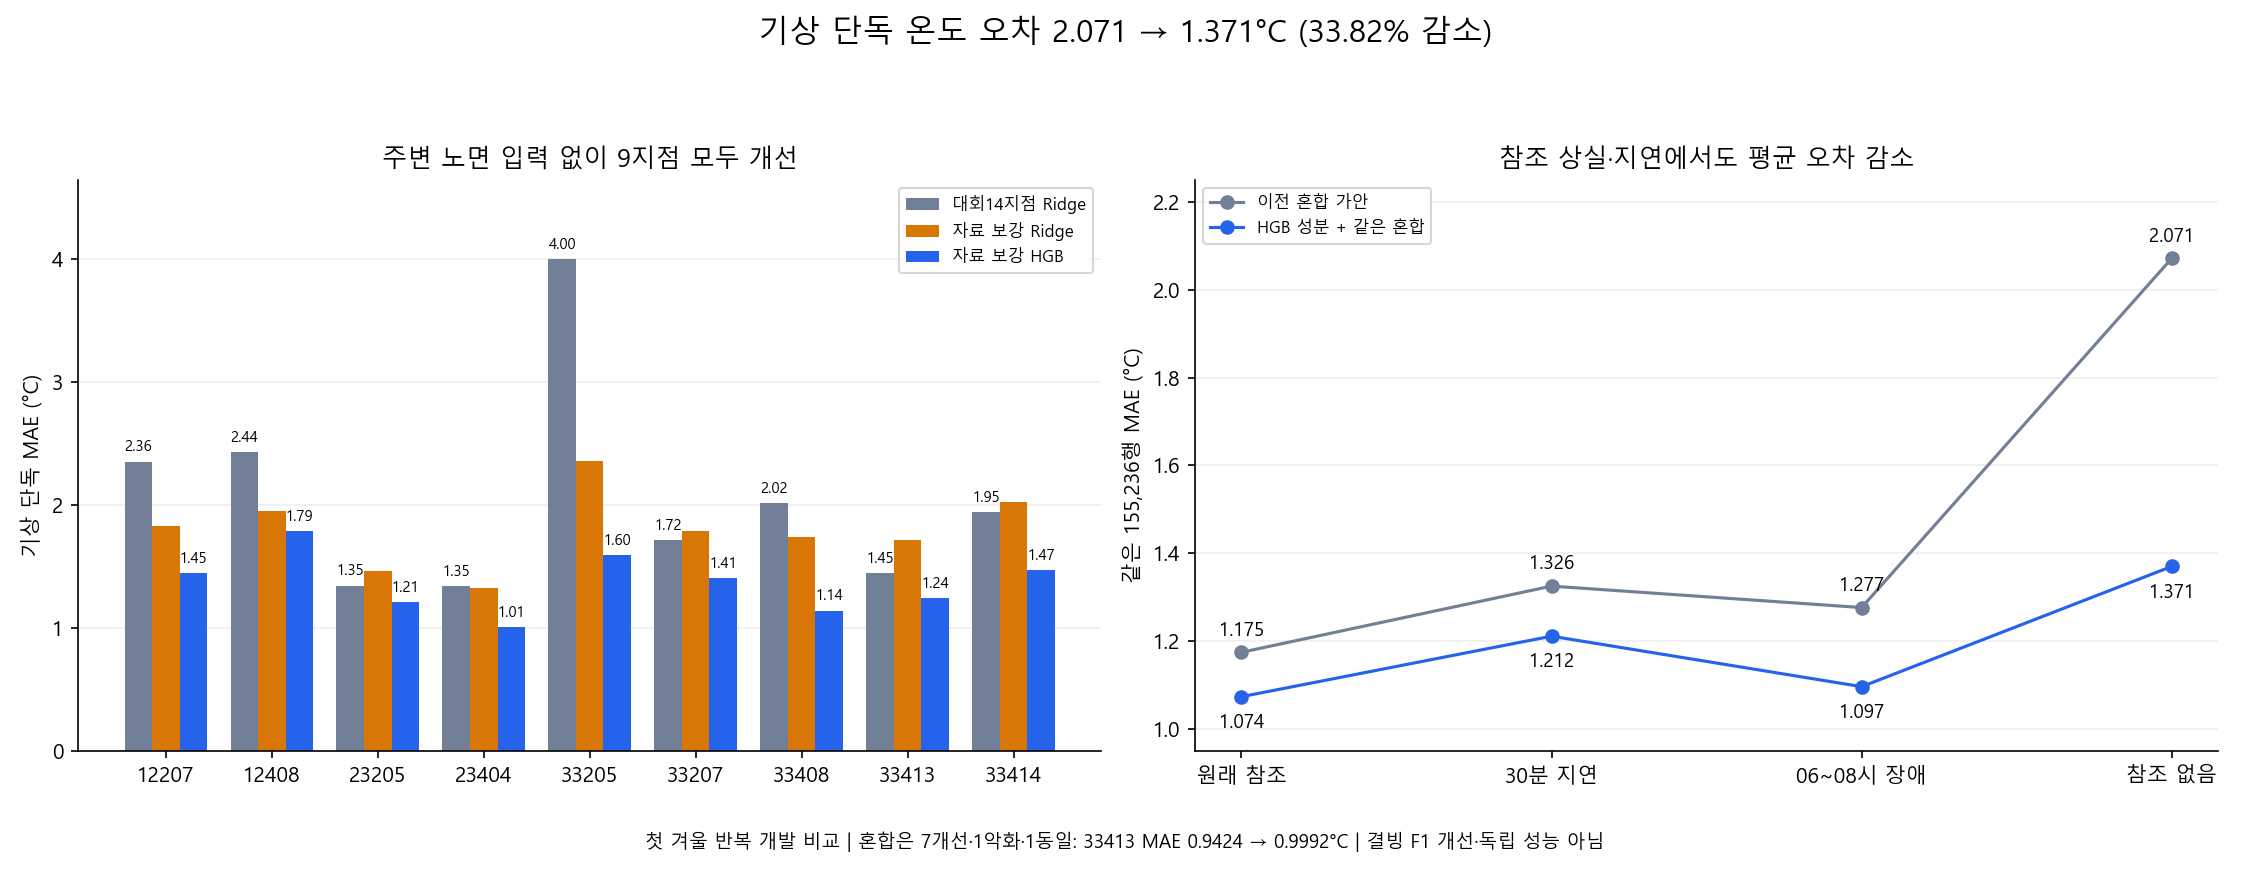 기상 단독 온도 오차 2.071 → 1.371°C (33.82% 감소)
주변 노면 입력 없이 9지점 모두 개선
기상 단독 MAE (°C)
4
3
2
1
0
대회14지점 Ridge
자료 보강 Ridge
자료 보강 HGB
2.36
1.45
2.44
1.79
1.35
1.21
1.35
1.01
4.00
1.60
1.72
1.41
2.02
1.14
1.45
1.24
1.95
1.47
12207 12408 23205 23404 33205 33207 33408 33413 33414
참조 상실·지연에서도 평균 오차 감소
같은 155,236행 MAE (°C)
2.2
2.0
1.8
1.6
1.4
1.2
1.0
이전 혼합 가안
HGB 성분 + 같은 혼합
1.175
1.326
1.277
2.071
1.074
1.212
1.097
1.371
원래 참조 30분 지연 06~08시 장애 참조 없음
첫 겨울 반복 개발 비교 | 혼합은 7개선·1악화·1동일: 33413 MAE 0.9424 → 0.9992°C | 결빙 F1 개선·독립 성능 아님